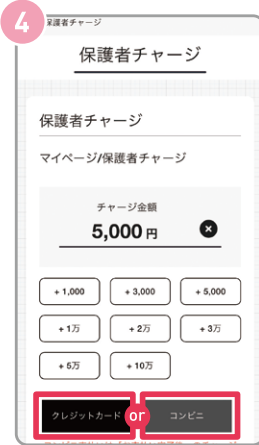 4
保護者チャージ
保護者チャージ
保護者チャージ
マイページ/保護者チャージ
チャージ金額
5,000 円
+ 1,000
+ 3,000
+ 5,000
+ 1万
+ 2万
+ 3万
+ 5万
+ 10万
クレジットカード or コンビニ